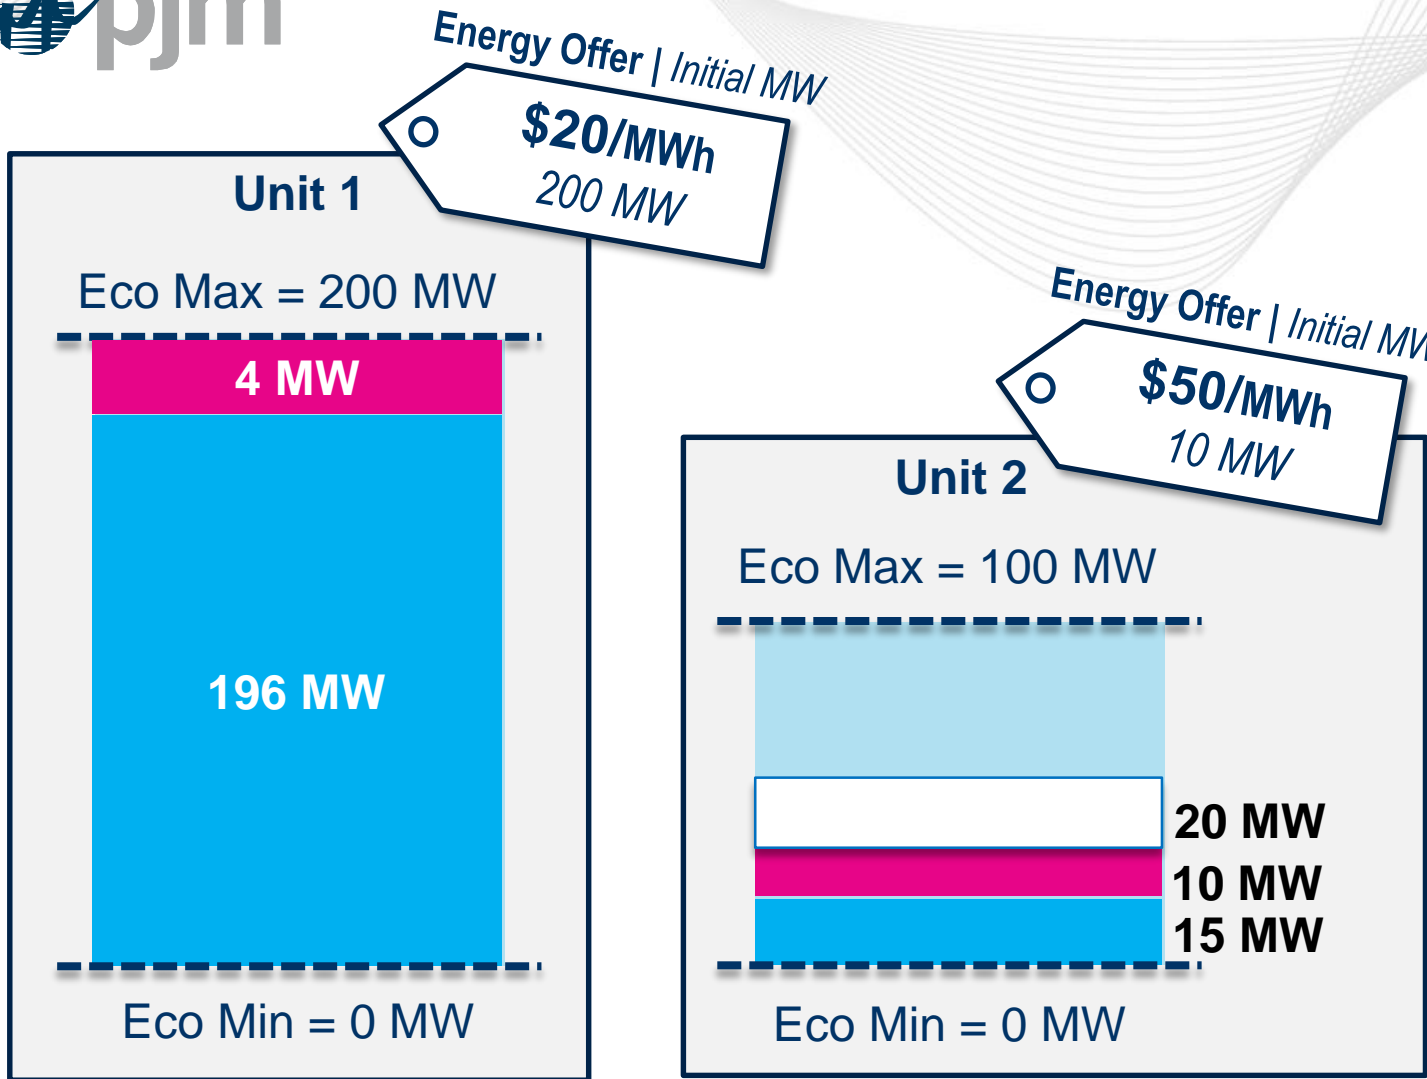 pjm
Energy Offer | Initial MW
$20/MWh
200 MW
Unit 1
Eco Max = 200 MW
4 MW
196 MW
Eco Min = 0 MW
Energy Offer | Initial MW
$50/MWh
10 MW
Unit 2
Eco Max = 100 MW
20 MW
10 MW
15 MW
Eco Min = 0 MW